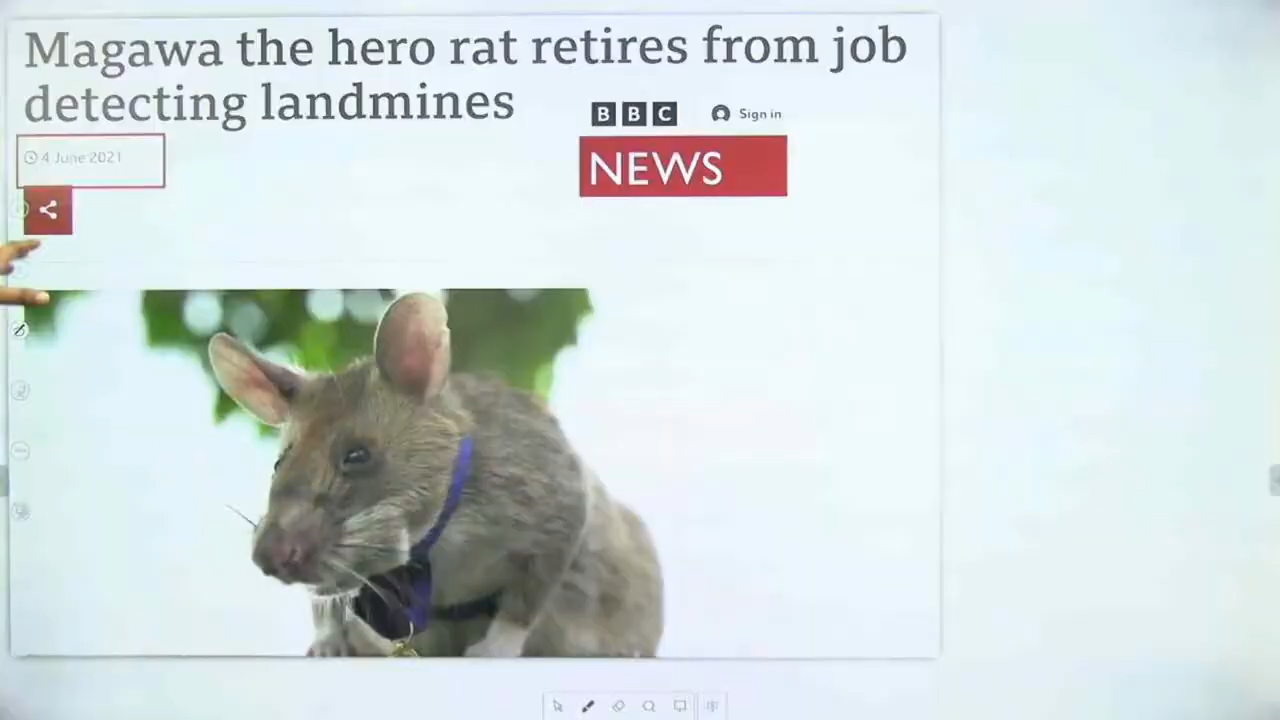 Magawa the hero rat retires from job
detecting landmines
BBC
Sign in
4 June 2021
NEWS